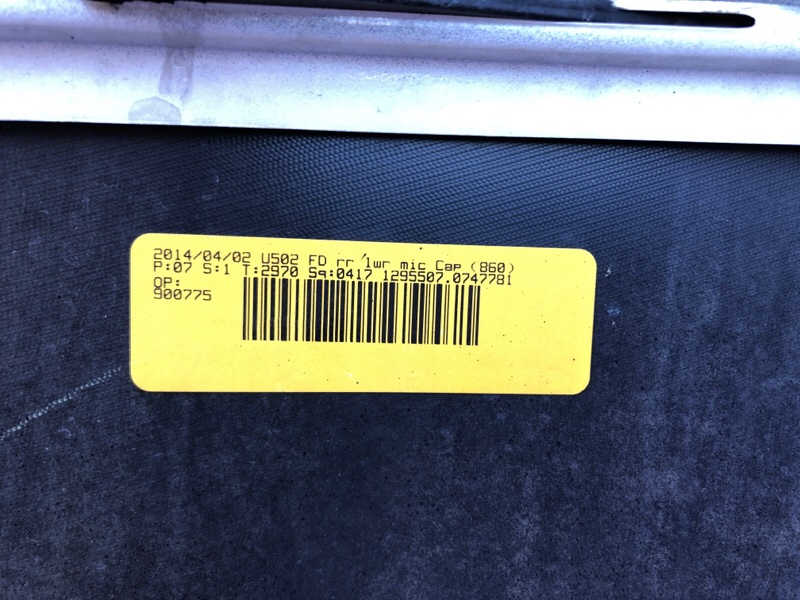 2014/04/02 U502 FD rr lwr mic Cap (860)
P:07 S:1 T:2970 Sq:0417 1295507.0747781
OP:
900775